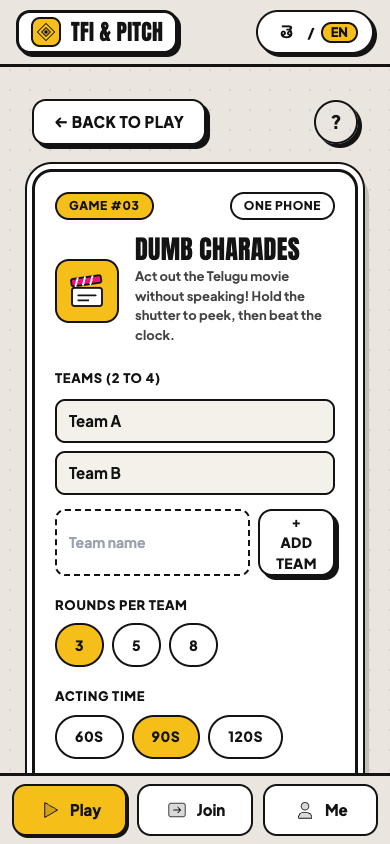 TFI & PITCH
తె / EN
← BACK TO PLAY
?
GAME #03
ONE PHONE
DUMB CHARADES
Act out the Telugu movie
without speaking! Hold the
shutter to peek, then beat the
clock.
TEAMS (2 TO 4)
Team A
Team B
Team name
+
ADD
TEAM
ROUNDS PER TEAM
3 5 8
ACTING TIME
60S 90S 120S
Play Join Me